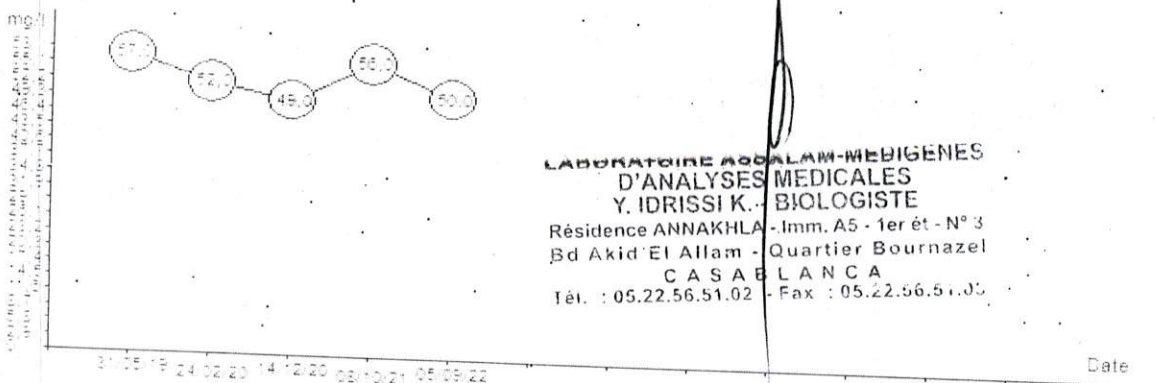 mg/l
57,0
52,0
49,0
56,0
50,0
LABORATOIRE ASSALAM-MEDIGENES
D'ANALYSES MEDICALES
Y. IDRISSI K. - BIOLOGISTE
Résidence ANNAKHLA - Imm. A5 - 1er ét - N° 3
Bd Akid El Allam - Quartier Bournazel
CASABLANCA
Tél. : 05.22.56.51.02 - Fax : 05.22.56.51.03
31/05/19 24/02/20 14/12/20 08/10/21 05/09/22
Date